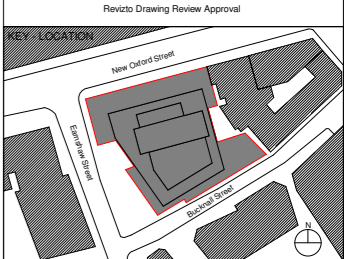 Revizto Drawing Review Approval
KEY - LOCATION
New Oxford Street
Earnshaw Street
Bucknall Street
N